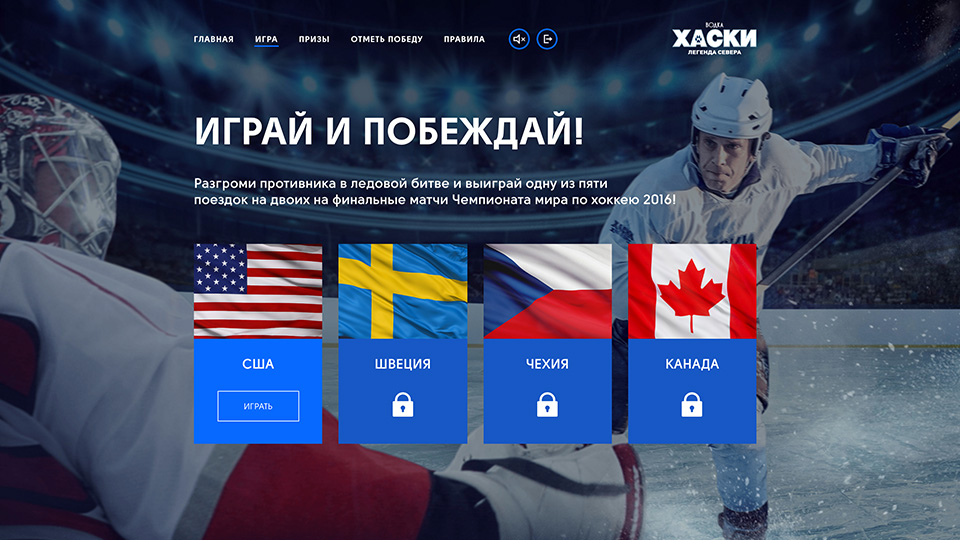 ГЛАВНАЯ ИГРА ПРИЗЫ ОТМЕТЬ ПОБЕДУ ПРАВИЛА
ВОДКА
ХАСКИ
ЛЕГЕНДА СЕВЕРА
ИГРАЙ И ПОБЕЖДАЙ!
Разгроми противника в ледовой битве и выиграй одну из пяти
поездок на двоих на финальные матчи Чемпионата мира по хоккею 2016!
США ШВЕЦИЯ ЧЕХИЯ КАНАДА
ИГРАТЬ